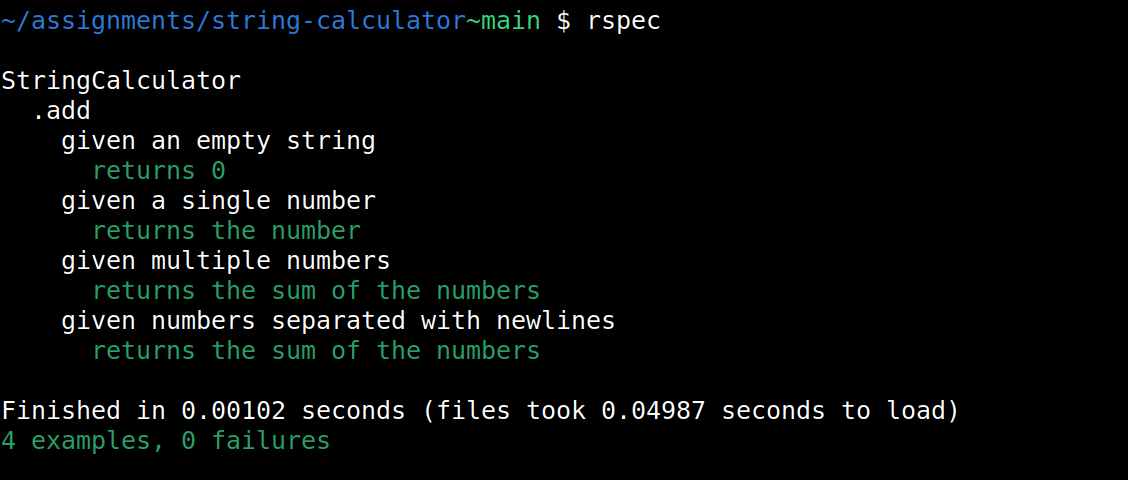 ~/assignments/string-calculator~main $ rspec
StringCalculator
.add
given an empty string
returns 0
given a single number
returns the number
given multiple numbers
returns the sum of the numbers
given numbers separated with newlines
returns the sum of the numbers
Finished in 0.00102 seconds (files took 0.04987 seconds to load)
4 examples, 0 failures